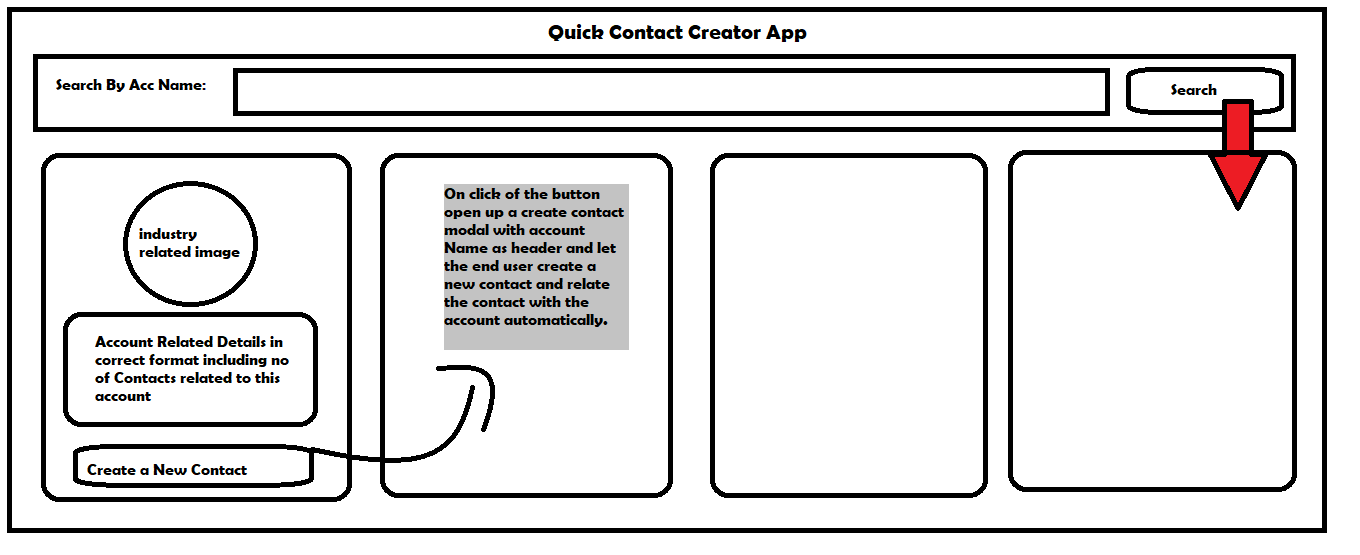 Quick Contact Creator App
Search By Acc Name:
Search
industry
related image
Account Related Details in
correct format including no
of Contacts related to this
account
Create a New Contact
On click of the button
open up a create contact
modal with account
Name as header and let
the end user create a
new contact and relate
the contact with the
account automatically.